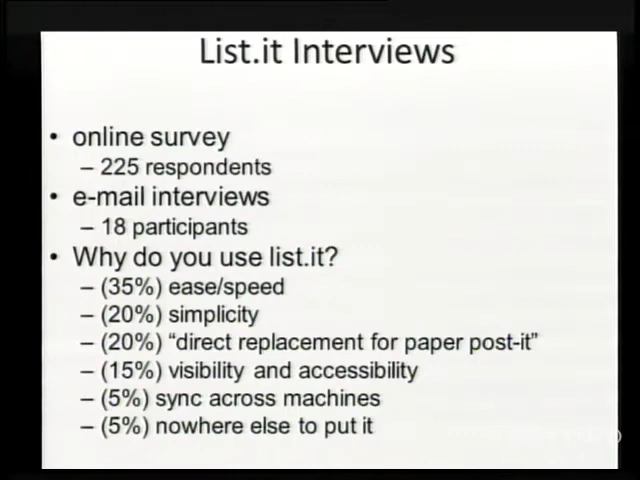 List.it Interviews
• online survey
– 225 respondents
• e-mail interviews
– 18 participants
• Why do you use list.it?
– (35%) ease/speed
– (20%) simplicity
– (20%) “direct replacement for paper post-it”
– (15%) visibility and accessibility
– (5%) sync across machines
– (5%) nowhere else to put it